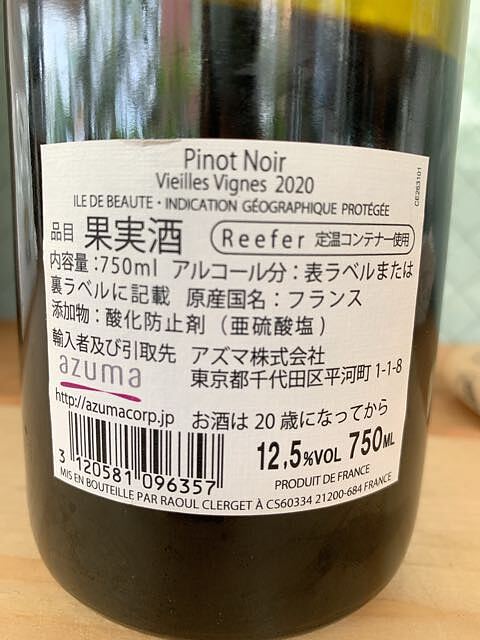 Pinot Noir
Vieilles Vignes 2020
ILE DE BEAUTE・INDICATION GÉOGRAPHIQUE PROTÉGÉE
CE263101
品目 果実酒 Reefer 定温コンテナー使用
内容量:750ml アルコール分:表ラベルまたは
裏ラベルに記載 原産国名:フランス
添加物:酸化防止剤(亜硫酸塩)
輸入者及び引取先 アズマ株式会社
azuma 東京都千代田区平河町1-1-8
http://azumacorp.jp お酒は20歳になってから
12,5%VOL 750ML
PRODUIT DE FRANCE
3 120581 096357
MIS EN BOUTEILLE PAR RAOUL CLERGET À CS60334 21200-684 FRANCE